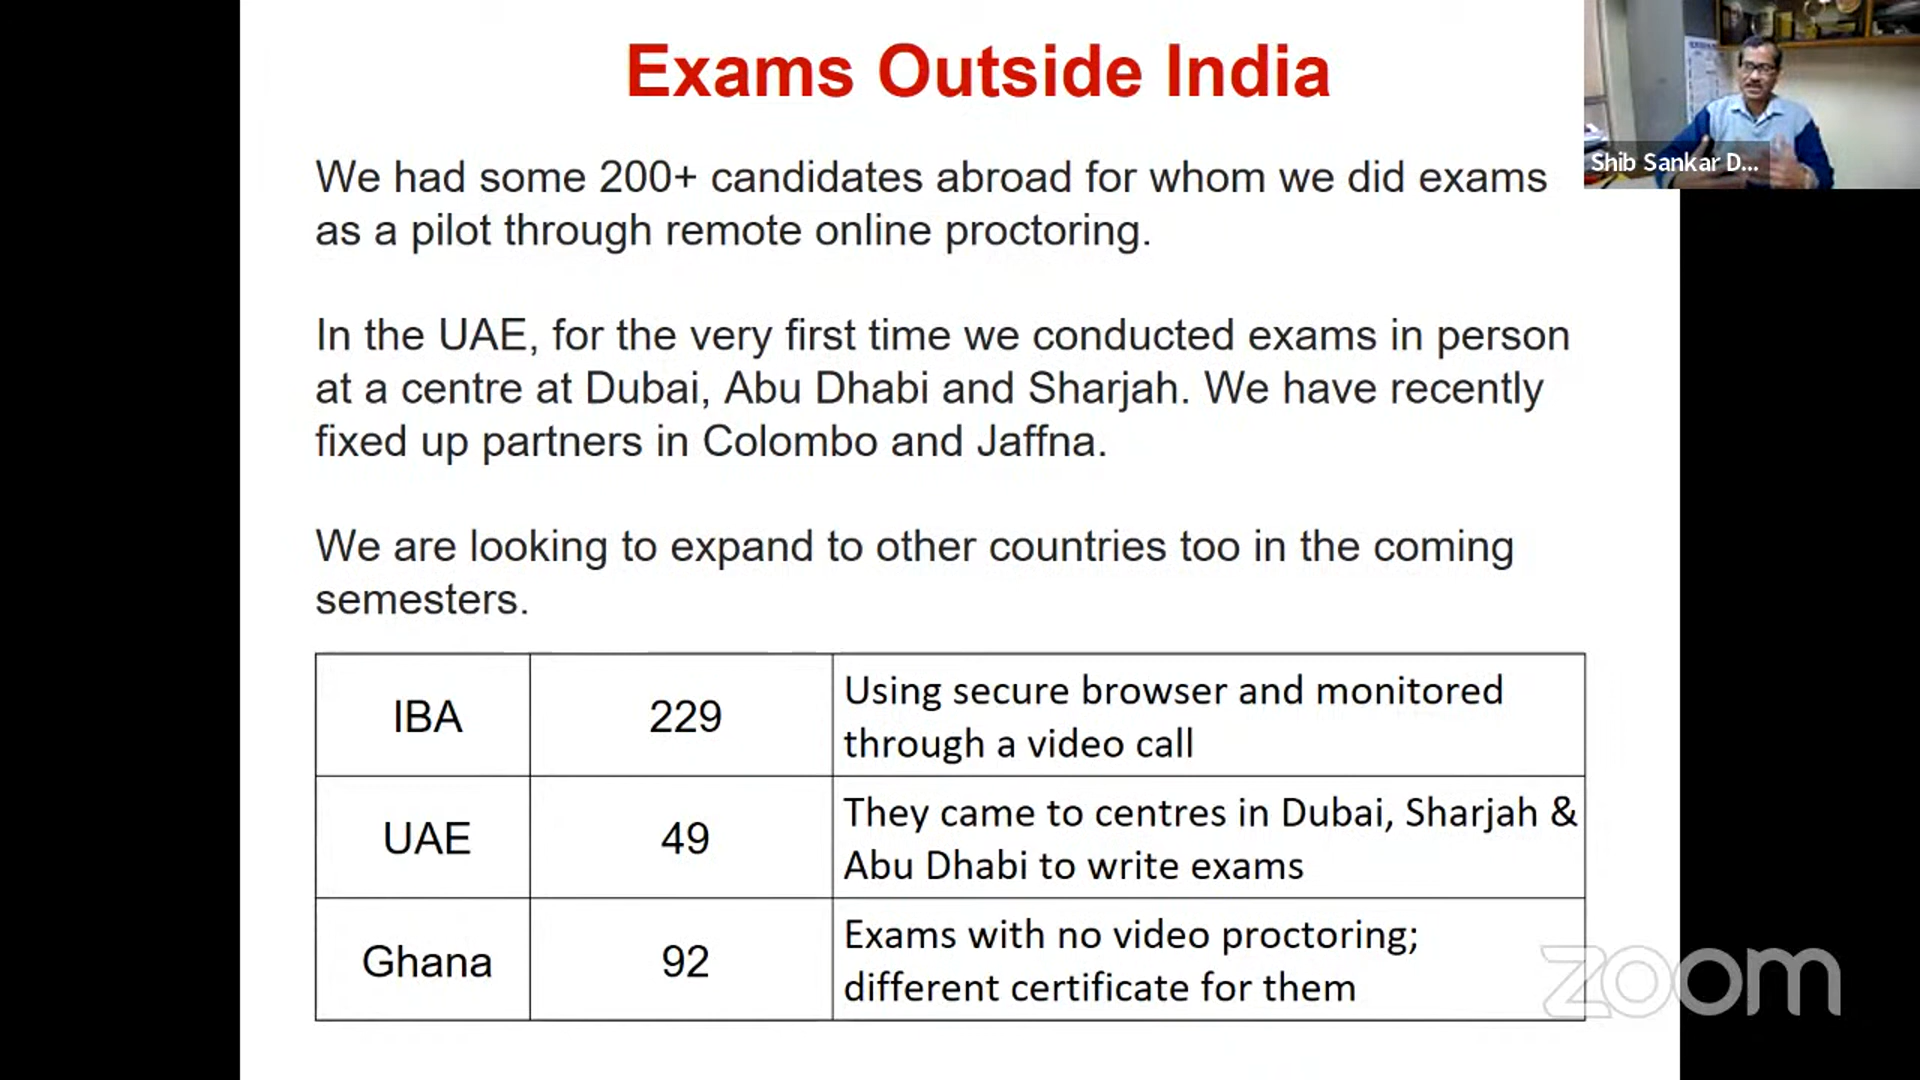 Exams Outside India
Shib Sankar D...
We had some 200+ candidates abroad for whom we did exams
as a pilot through remote online proctoring.
In the UAE, for the very first time we conducted exams in person
at a centre at Dubai, Abu Dhabi and Sharjah. We have recently
fixed up partners in Colombo and Jaffna.
We are looking to expand to other countries too in the coming
semesters.
IBA
229
Using secure browser and monitored
through a video call
UAE
49
They came to centres in Dubai, Sharjah &
Abu Dhabi to write exams
Ghana
92
Exams with no video proctoring;
different certificate for them
zoom